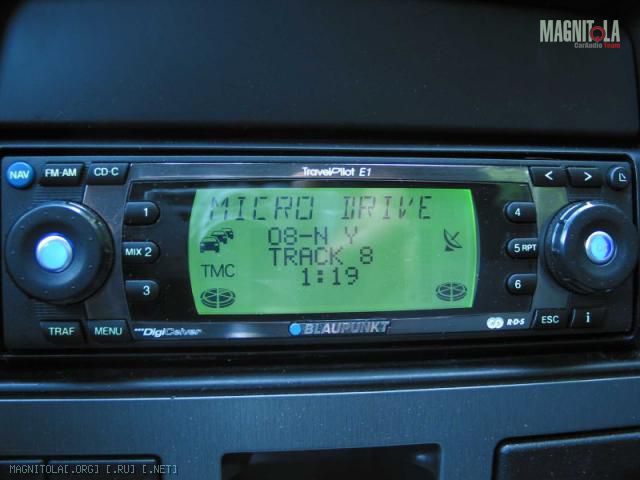 MAGNITOLA
CarAudio Team
TravelPilot E1
NAV
FM·AM
CD·C
<
>
1
MICRO DRIVE
4
08-N Y
MIX 2
TRACK 8
5 RPT
TMC
1:19
3
6
TRAF
MENU
DigiCeiver
BLAUPUNKT
R·D·S
ESC
i
MAGNITOLA[.ORG] [.RU] [.NET]